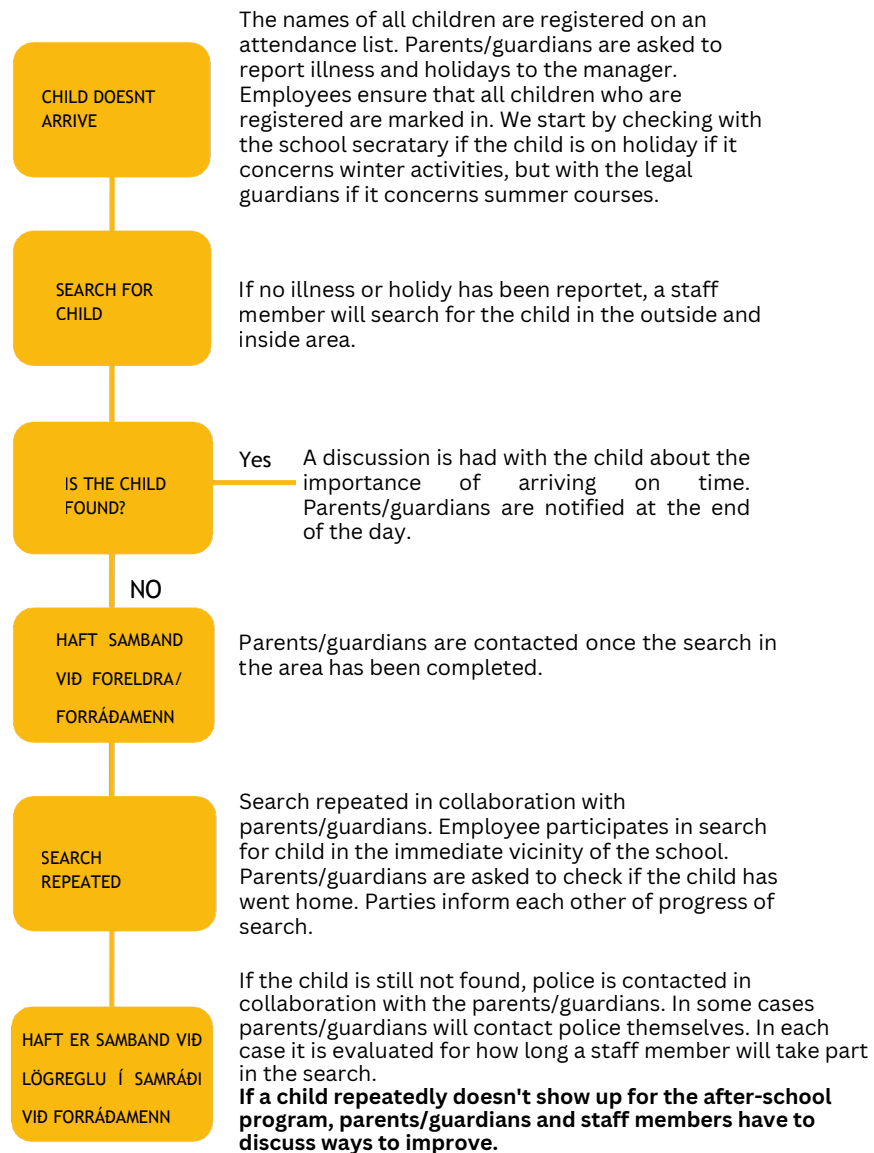 The names of all children are registered on an
attendance list. Parents/guardians are asked to
report illness and holidays to the manager.
Employees ensure that all children who are
registered are marked in. We start by checking with
the school secratary if the child is on holiday if it
concerns winter activities, but with the legal
guardians if it concerns summer courses.
CHILD DOESNT
ARRIVE
SEARCH FOR
CHILD
If no illness or holidy has been reportet, a staff
member will search for the child in the outside and
inside area.
IS THE CHILD
FOUND?
Yes
A discussion is had with the child about the
importance of arriving on time.
Parents/guardians are notified at the end
of the day.
NO
HAFT SAMBAND
VIÐ FORELDRA/
FORRÁÐAMENN
Parents/guardians are contacted once the search in
the area has been completed.
SEARCH
REPEATED
Search repeated in collaboration with
parents/guardians. Employee participates in search
for child in the immediate vicinity of the school.
Parents/guardians are asked to check if the child has
went home. Parties inform each other of progress of
search.
HAFT ER SAMBAND VIÐ
LÖGREGLU Í SAMRÁÐI
VIÐ FORRÁÐAMENN
If the child is still not found, police is contacted in
collaboration with the parents/guardians. In some cases
parents/guardians will contact police themselves. In each
case it is evaluated for how long a staff member will take part
in the search.
If a child repeatedly doesn't show up for the after-school
program, parents/guardians and staff members have to
discuss ways to improve.